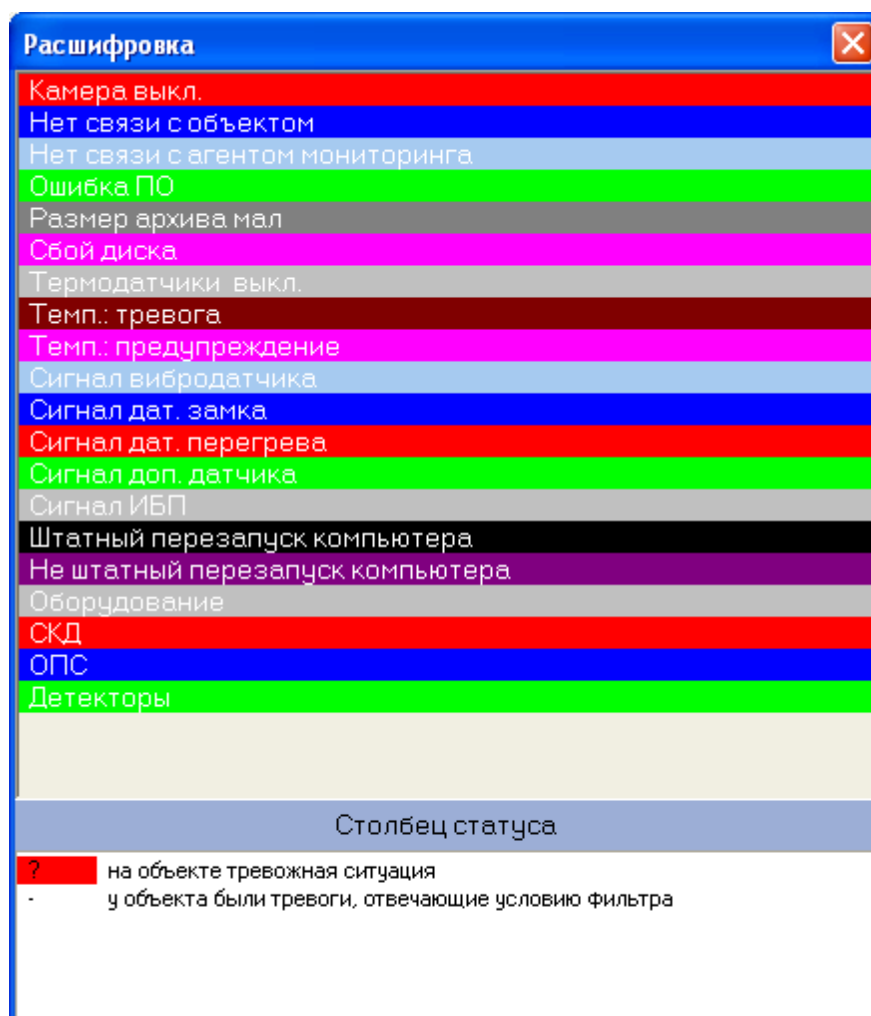 Расшифровка
Камера выкл.
Нет связи с объектом
Нет связи с агентом мониторинга
Ошибка ПО
Размер архива мал
Сбой диска
Термодатчики  выкл.
Темп.: тревога
Темп.: предупреждение
Сигнал вибродатчика
Сигнал дат. замка
Сигнал дат. перегрева
Сигнал доп. датчика
Сигнал ИБП
Штатный перезапуск компьютера
Не штатный перезапуск компьютера
Оборудование
СКД
ОПС
Детекторы
Столбец статуса
? на объекте тревожная ситуация
- у объекта были тревоги, отвечающие условию фильтра